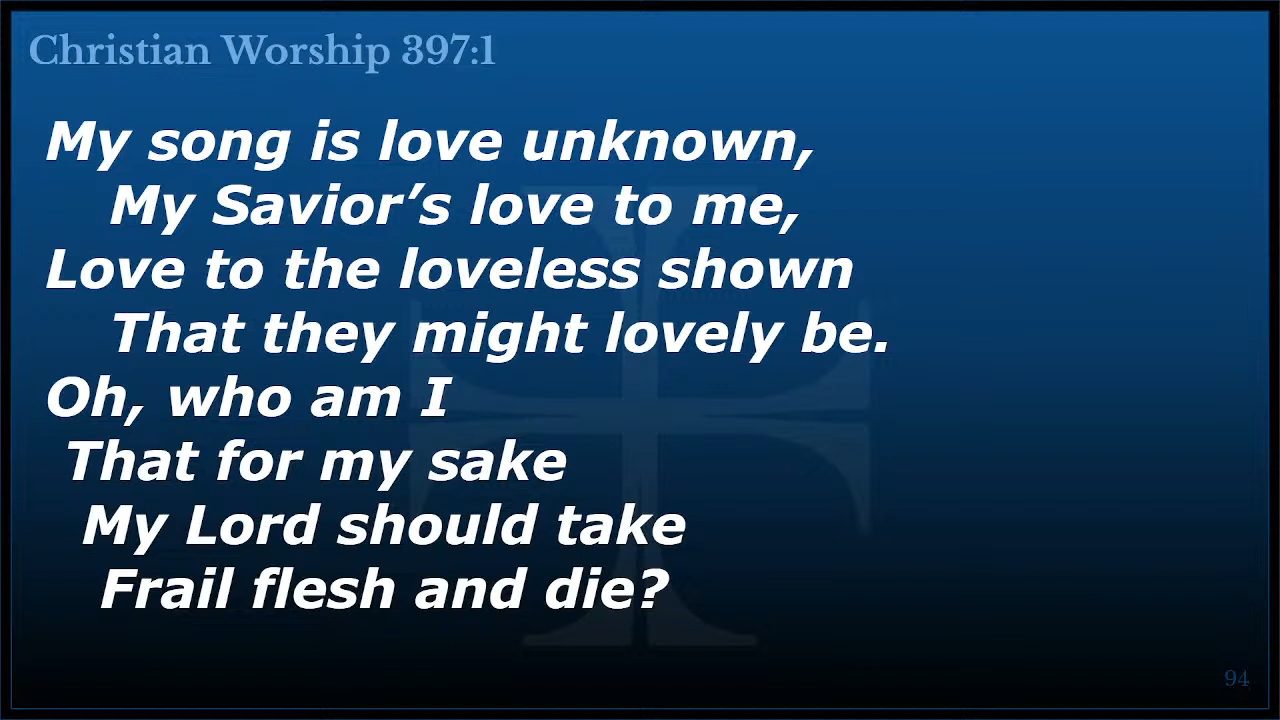 Christian Worship 397:1
My song is love unknown,
My Savior’s love to me,
Love to the loveless shown
That they might lovely be.
Oh, who am I
That for my sake
My Lord should take
Frail flesh and die?
94